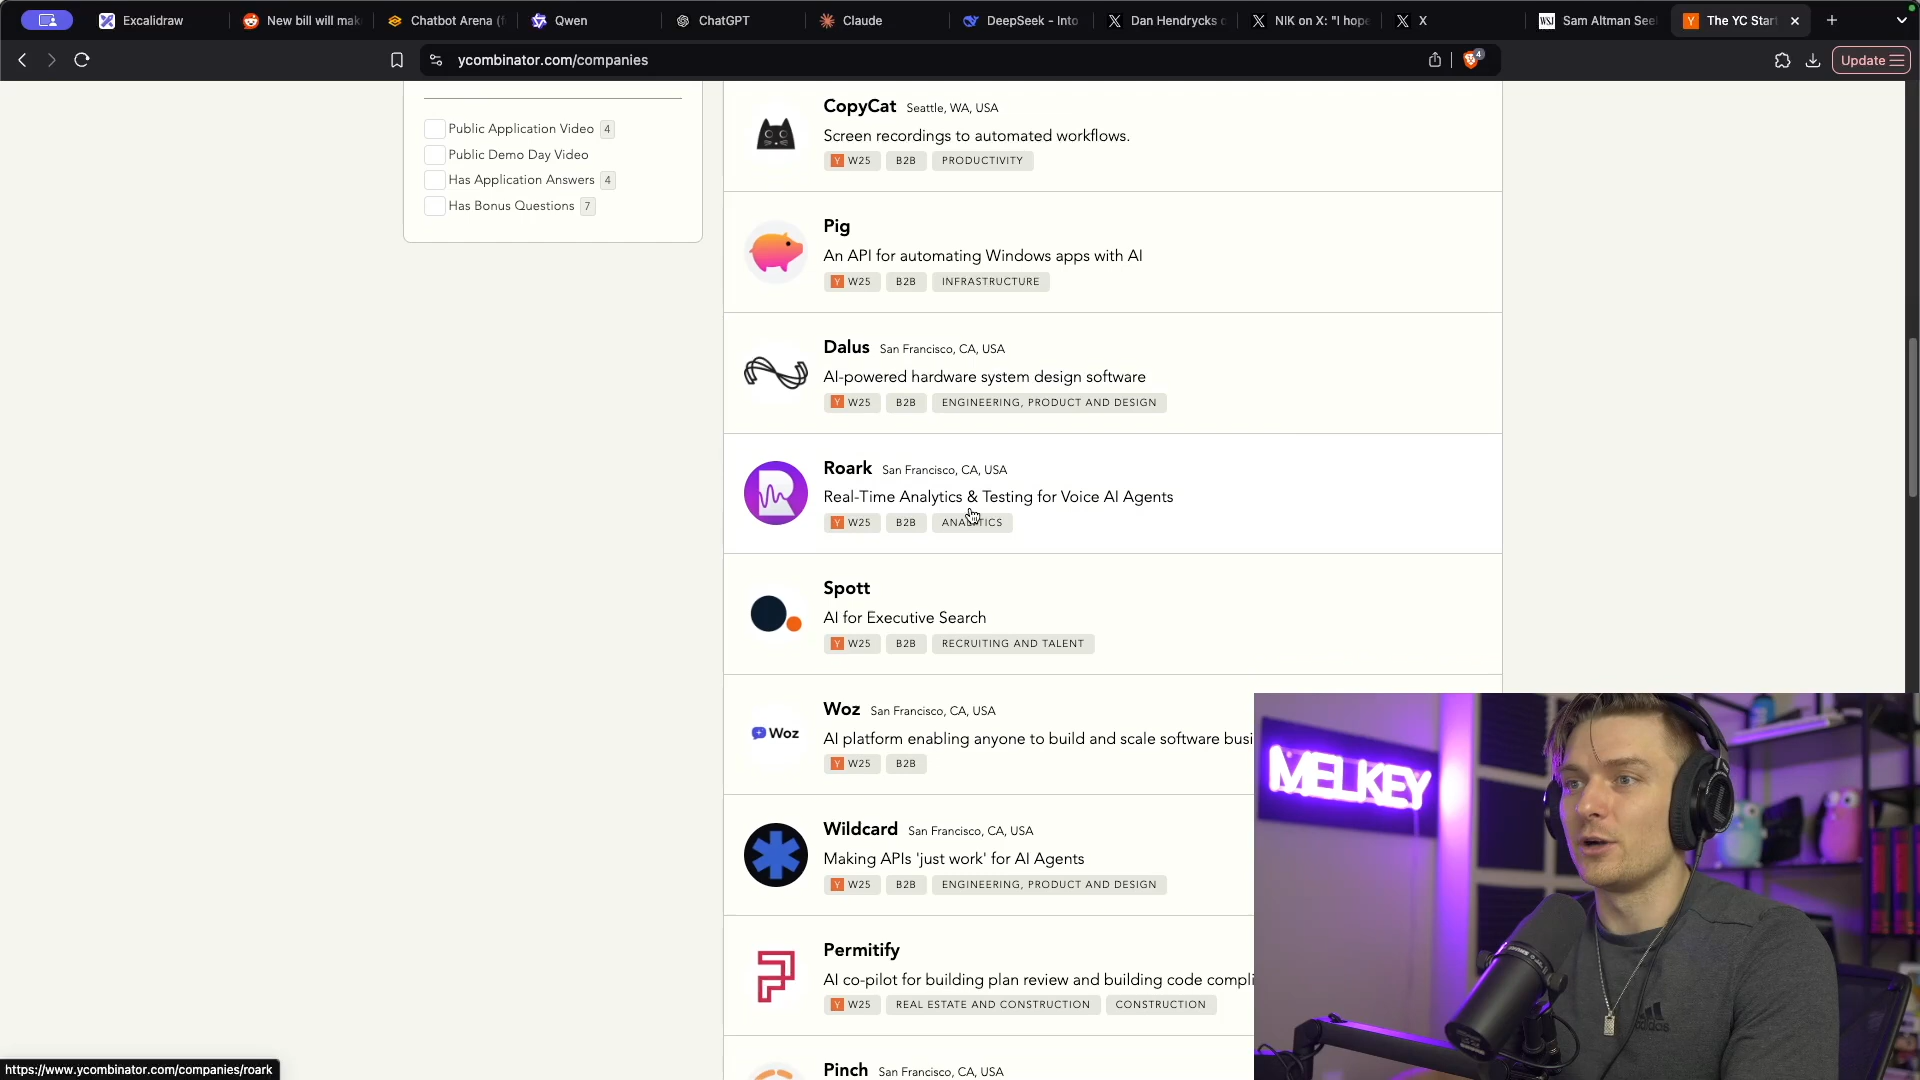 Excalidraw
New bill will mak
Chatbot Arena (f
Qwen
ChatGPT
Claude
DeepSeek - Into
Dan Hendrycks o
NIK on X: "I hope
X
WSJ
Sam Altman See
The YC Star
ycombinator.com/companies
4
Update
Public Application Video 4
Public Demo Day Video
Has Application Answers 4
Has Bonus Questions 7
CopyCat Seattle, WA, USA
Screen recordings to automated workflows.
Y W25 B2B PRODUCTIVITY
Pig
An API for automating Windows apps with AI
Y W25 B2B INFRASTRUCTURE
Dalus San Francisco, CA, USA
AI-powered hardware system design software
Y W25 B2B ENGINEERING, PRODUCT AND DESIGN
Roark San Francisco, CA, USA
Real-Time Analytics & Testing for Voice AI Agents
Y W25 B2B ANALYTICS
Spott
AI for Executive Search
Y W25 B2B RECRUITING AND TALENT
Woz
Woz San Francisco, CA, USA
AI platform enabling anyone to build and scale software busi
Y W25 B2B
Wildcard San Francisco, CA, USA
Making APIs 'just work' for AI Agents
Y W25 B2B ENGINEERING, PRODUCT AND DESIGN
Permitify
AI co-pilot for building plan review and building code compli
Y W25 REAL ESTATE AND CONSTRUCTION CONSTRUCTION
Pinch San Francisco, CA, USA
https://www.ycombinator.com/companies/roark
MELKEY
adidas